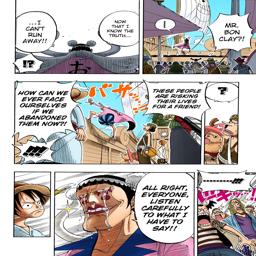 MR.
BON
CLAY?!
NOW
THAT I
KNOW THE
TRUTH...
...I
CAN'T
RUN
AWAY!!
!?
お
THESE PEOPLE
ARE RISKING
THEIR LIVES
FOR A FRIEND!
HOW CAN WE
EVER FACE
OURSELVES
IF WE
ABANDONED
THEM NOW?!
!!!
ALL RIGHT,
EVERYONE,
LISTEN
CAREFULLY
TO WHAT I
HAVE TO
SAY!!
!!!